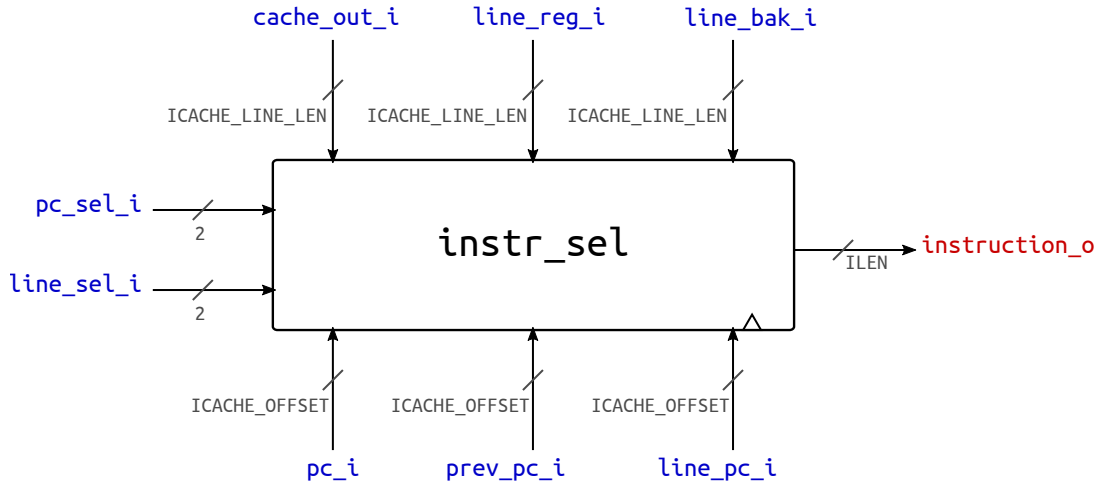 cache_out_i line_reg_i line_bak_i
ICACHE_LINE_LEN ICACHE_LINE_LEN ICACHE_LINE_LEN
pc_sel_i
2
instr_sel
instruction_o
ILEN
line_sel_i
2
ICACHE_OFFSET ICACHE_OFFSET ICACHE_OFFSET
pc_i prev_pc_i line_pc_i